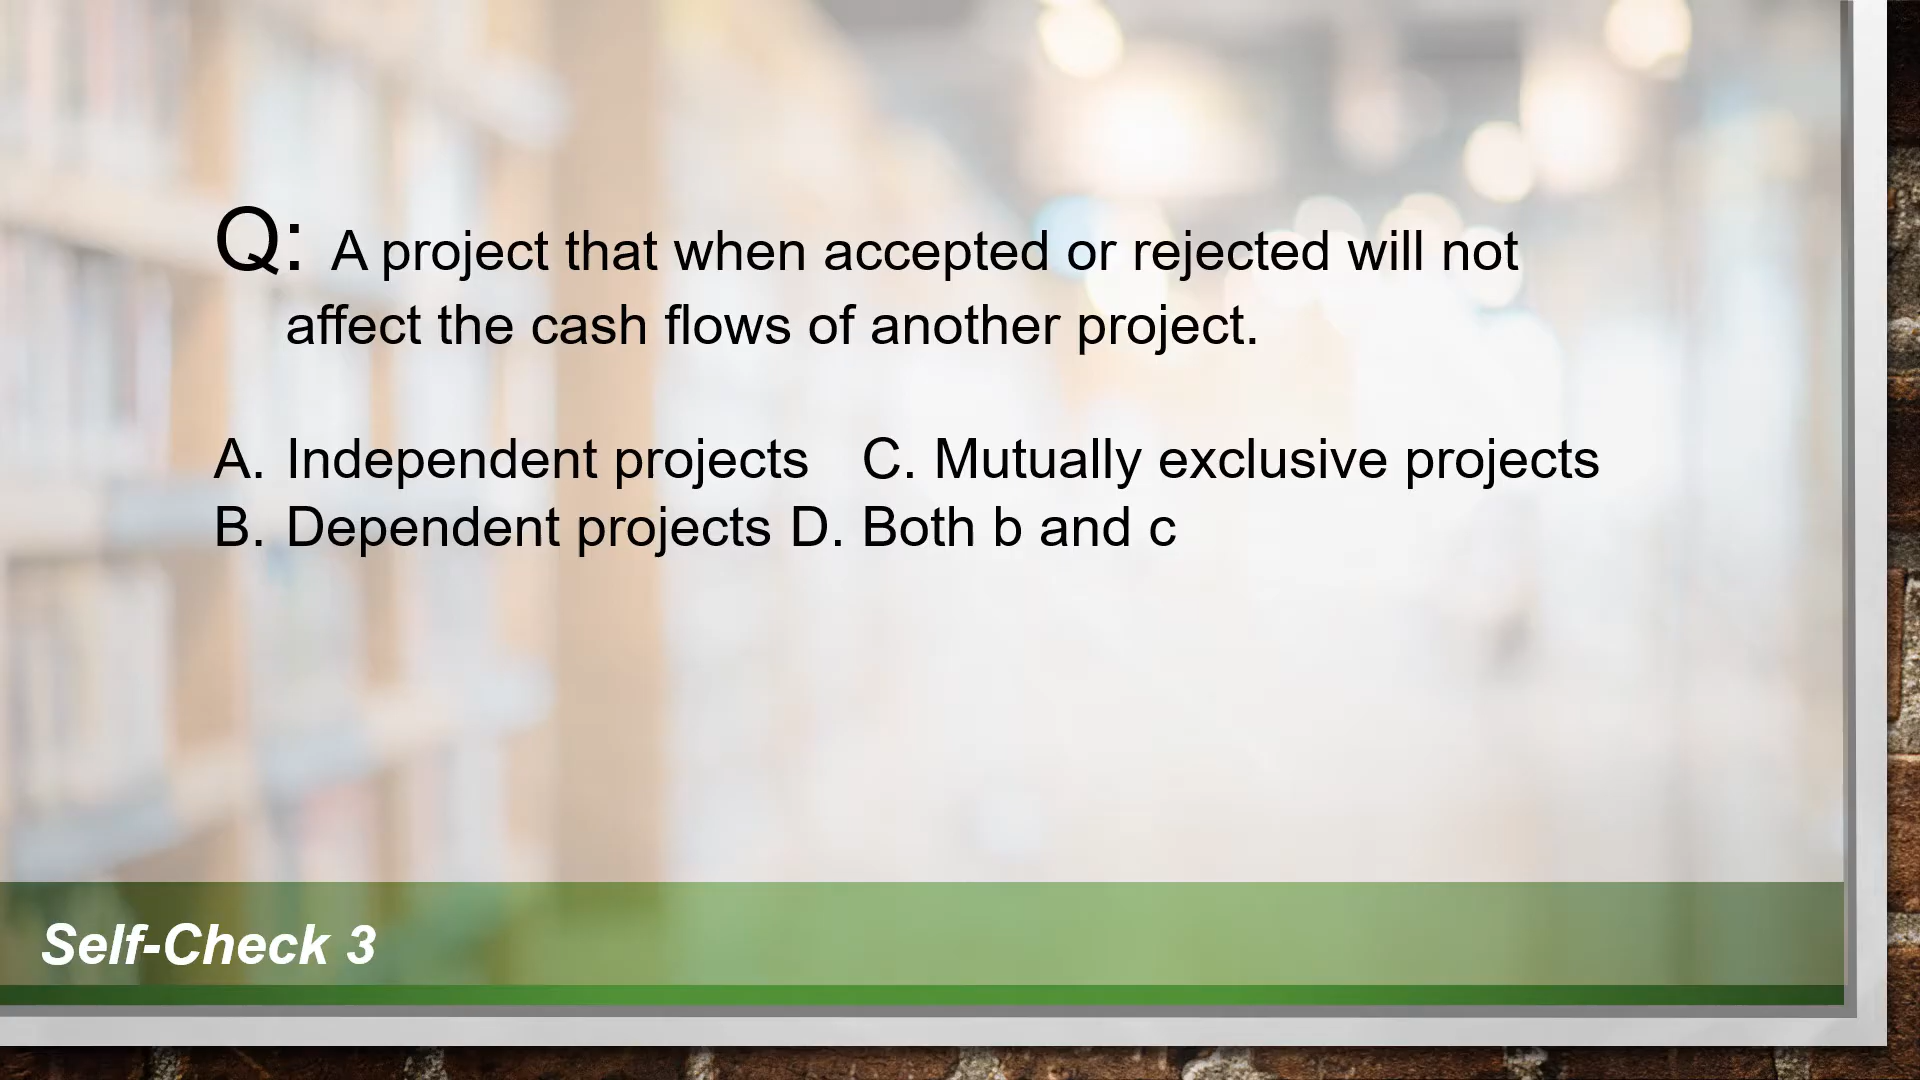 Q: A project that when accepted or rejected will not
affect the cash flows of another project.
A. Independent projects C. Mutually exclusive projects
B. Dependent projects D. Both b and c
Self-Check 3